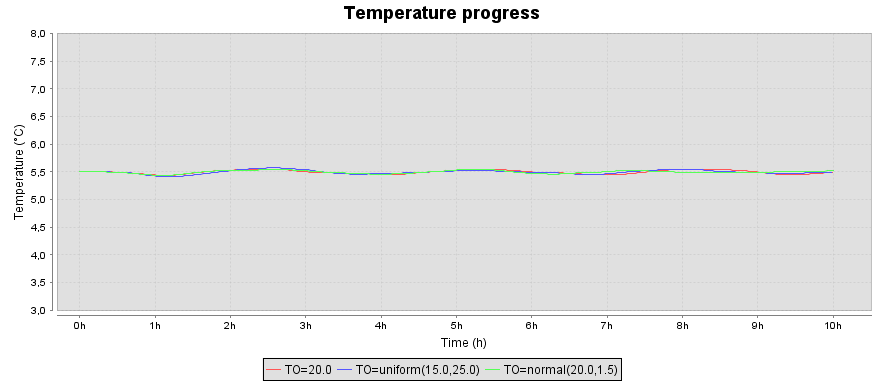 Temperature progress
8,0
7,5
7,0
6,5
6,0
5,5
5,0
4,5
4,0
3,5
3,0
Temperature (°C)
0h 1h 2h 3h 4h 5h 6h 7h 8h 9h 10h
Time (h)
TO=20.0 TO=uniform(15.0,25.0) TO=normal(20.0,1.5)